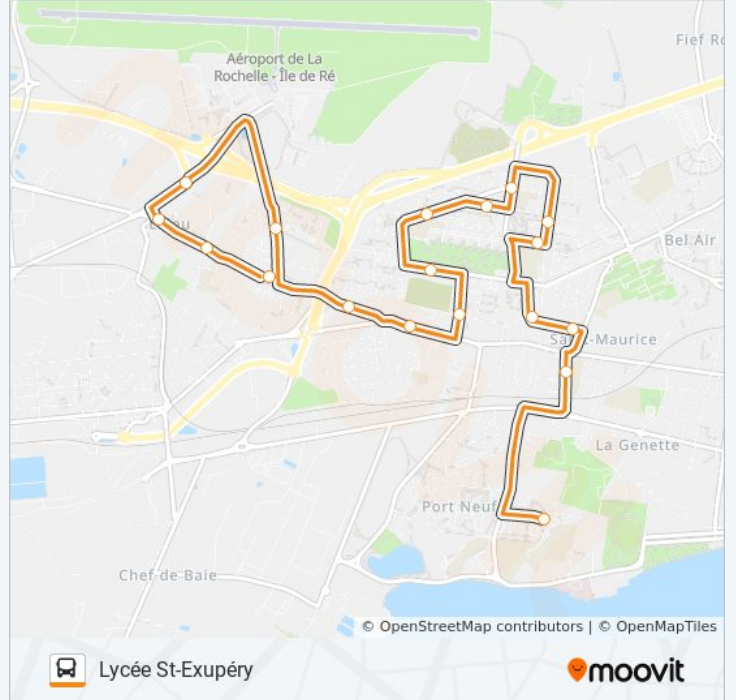 Fief R
Aéroport de La
Rochelle - Île de Ré
Bel Air
Saint-Maurice
La Genette
Port Neuf
Chef de Baie
© OpenStreetMap contributors | © OpenMapTiles
Lycée St-Exupéry
moovit